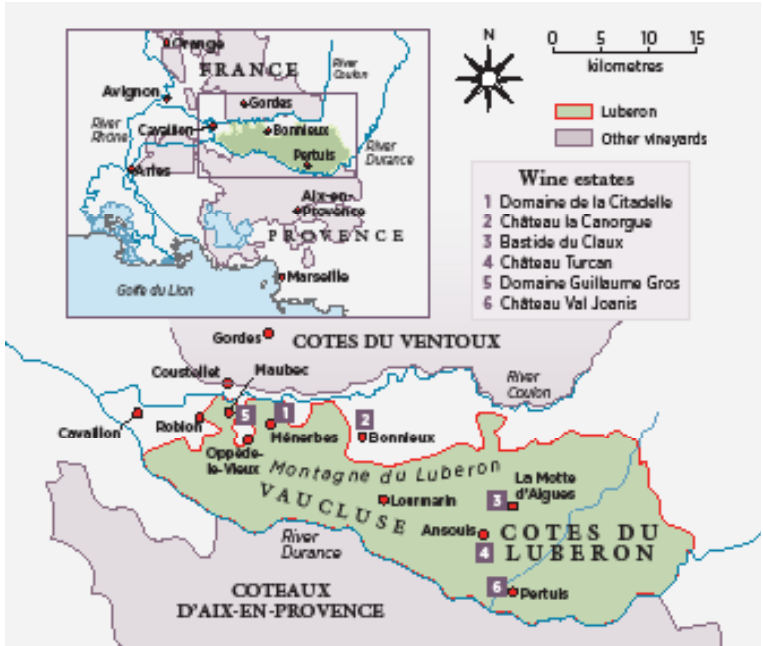 Orange
FRANCE
River
Coulon
Avignon
Gordes
Cavaillon
Bonnieux
River
Rhône
Pertuis
River
Durance
Arles
Aix-en-
Provence
PROVENCE
Marseille
Golfe du Lion
N
0 5 10 15
kilometres
Luberon
Other vineyards
Wine estates
1 Domaine de la Citadelle
2 Château la Canorgue
3 Bastide du Claux
4 Château Turcan
5 Domaine Guillaume Gros
6 Château Val Joanis
Gordes
COTES DU VENTOUX
Coustellet
Maubec
River
Coulon
Cavaillon
Robion
5
1
2
Ménerbes
Bonnieux
Oppède-
le-Vieux
Montagne du Luberon
VAUCLUSE
Lourmarin
3
La Motte
d'Aigues
Ansouis
4
COTES DU
LUBERON
River
Durance
6
Pertuis
COTEAUX
D'AIX-EN-PROVENCE